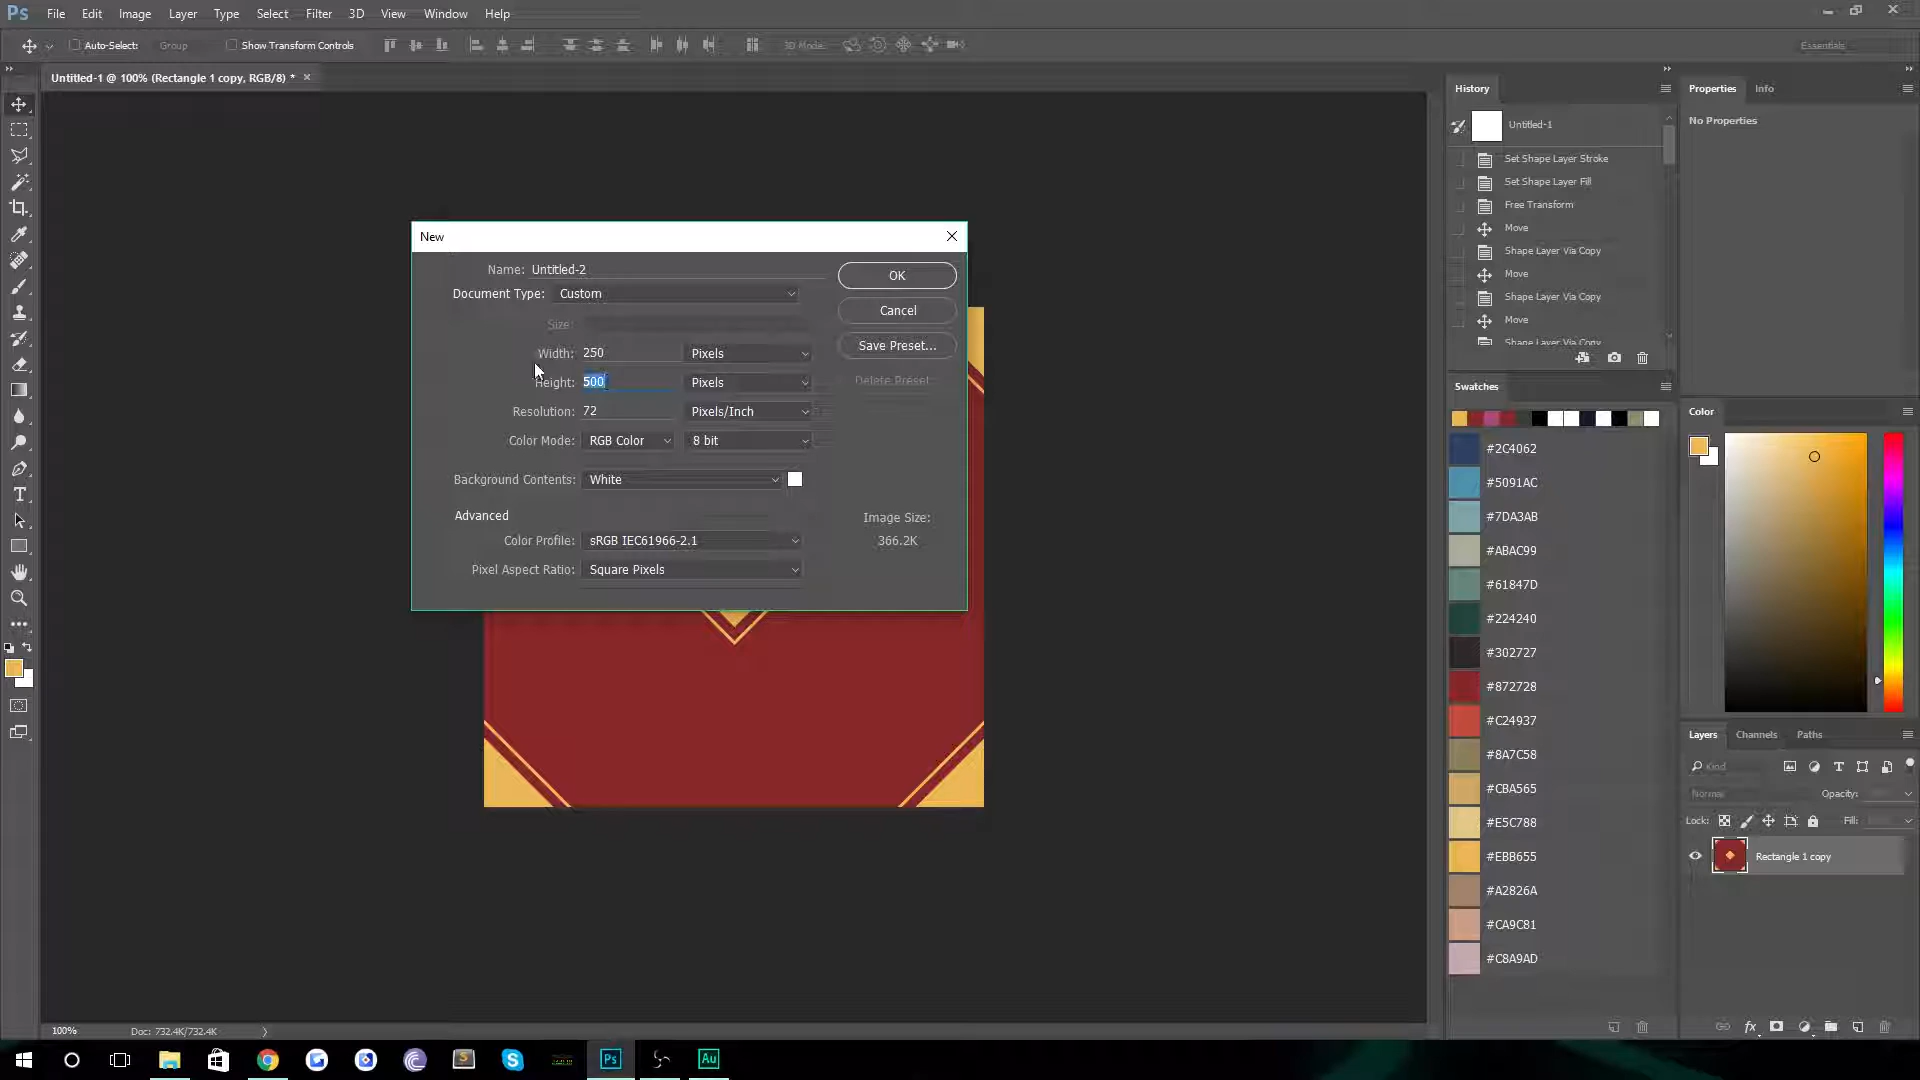 Ps File Edit Image Layer Type Select Filter 3D View Window Help
Auto-Select: Group Show Transform Controls 3D Mode: Essentials
Untitled-1 @ 100% (Rectangle 1 copy, RGB/8) *
New
Name: Untitled-2
OK
Document Type: Custom
Cancel
Size:
Width: 250 Pixels
Save Preset...
Height: 500 Pixels
Delete Preset...
Resolution: 72 Pixels/Inch
Color Mode: RGB Color 8 bit
Background Contents: White
Advanced
Image Size:
366.2K
Color Profile: sRGB IEC61966-2.1
Pixel Aspect Ratio: Square Pixels
History
Untitled-1
Set Shape Layer Stroke
Set Shape Layer Fill
Free Transform
Move
Shape Layer Via Copy
Move
Shape Layer Via Copy
Move
Shape Layer Via Copy
Swatches
#2C4062
#5091AC
#7DA3AB
#ABAC99
#61847D
#224240
#302727
#872728
#C24937
#8A7C58
#CBA565
#E5C788
#EBB655
#A2826A
#CA9C81
#C8A9AD
Properties Info
No Properties
Color
Layers Channels Paths
Kind
Normal Opacity:
Lock: Fill:
Rectangle 1 copy
fx
100% Doc: 732.4K/732.4K
S Ps Au